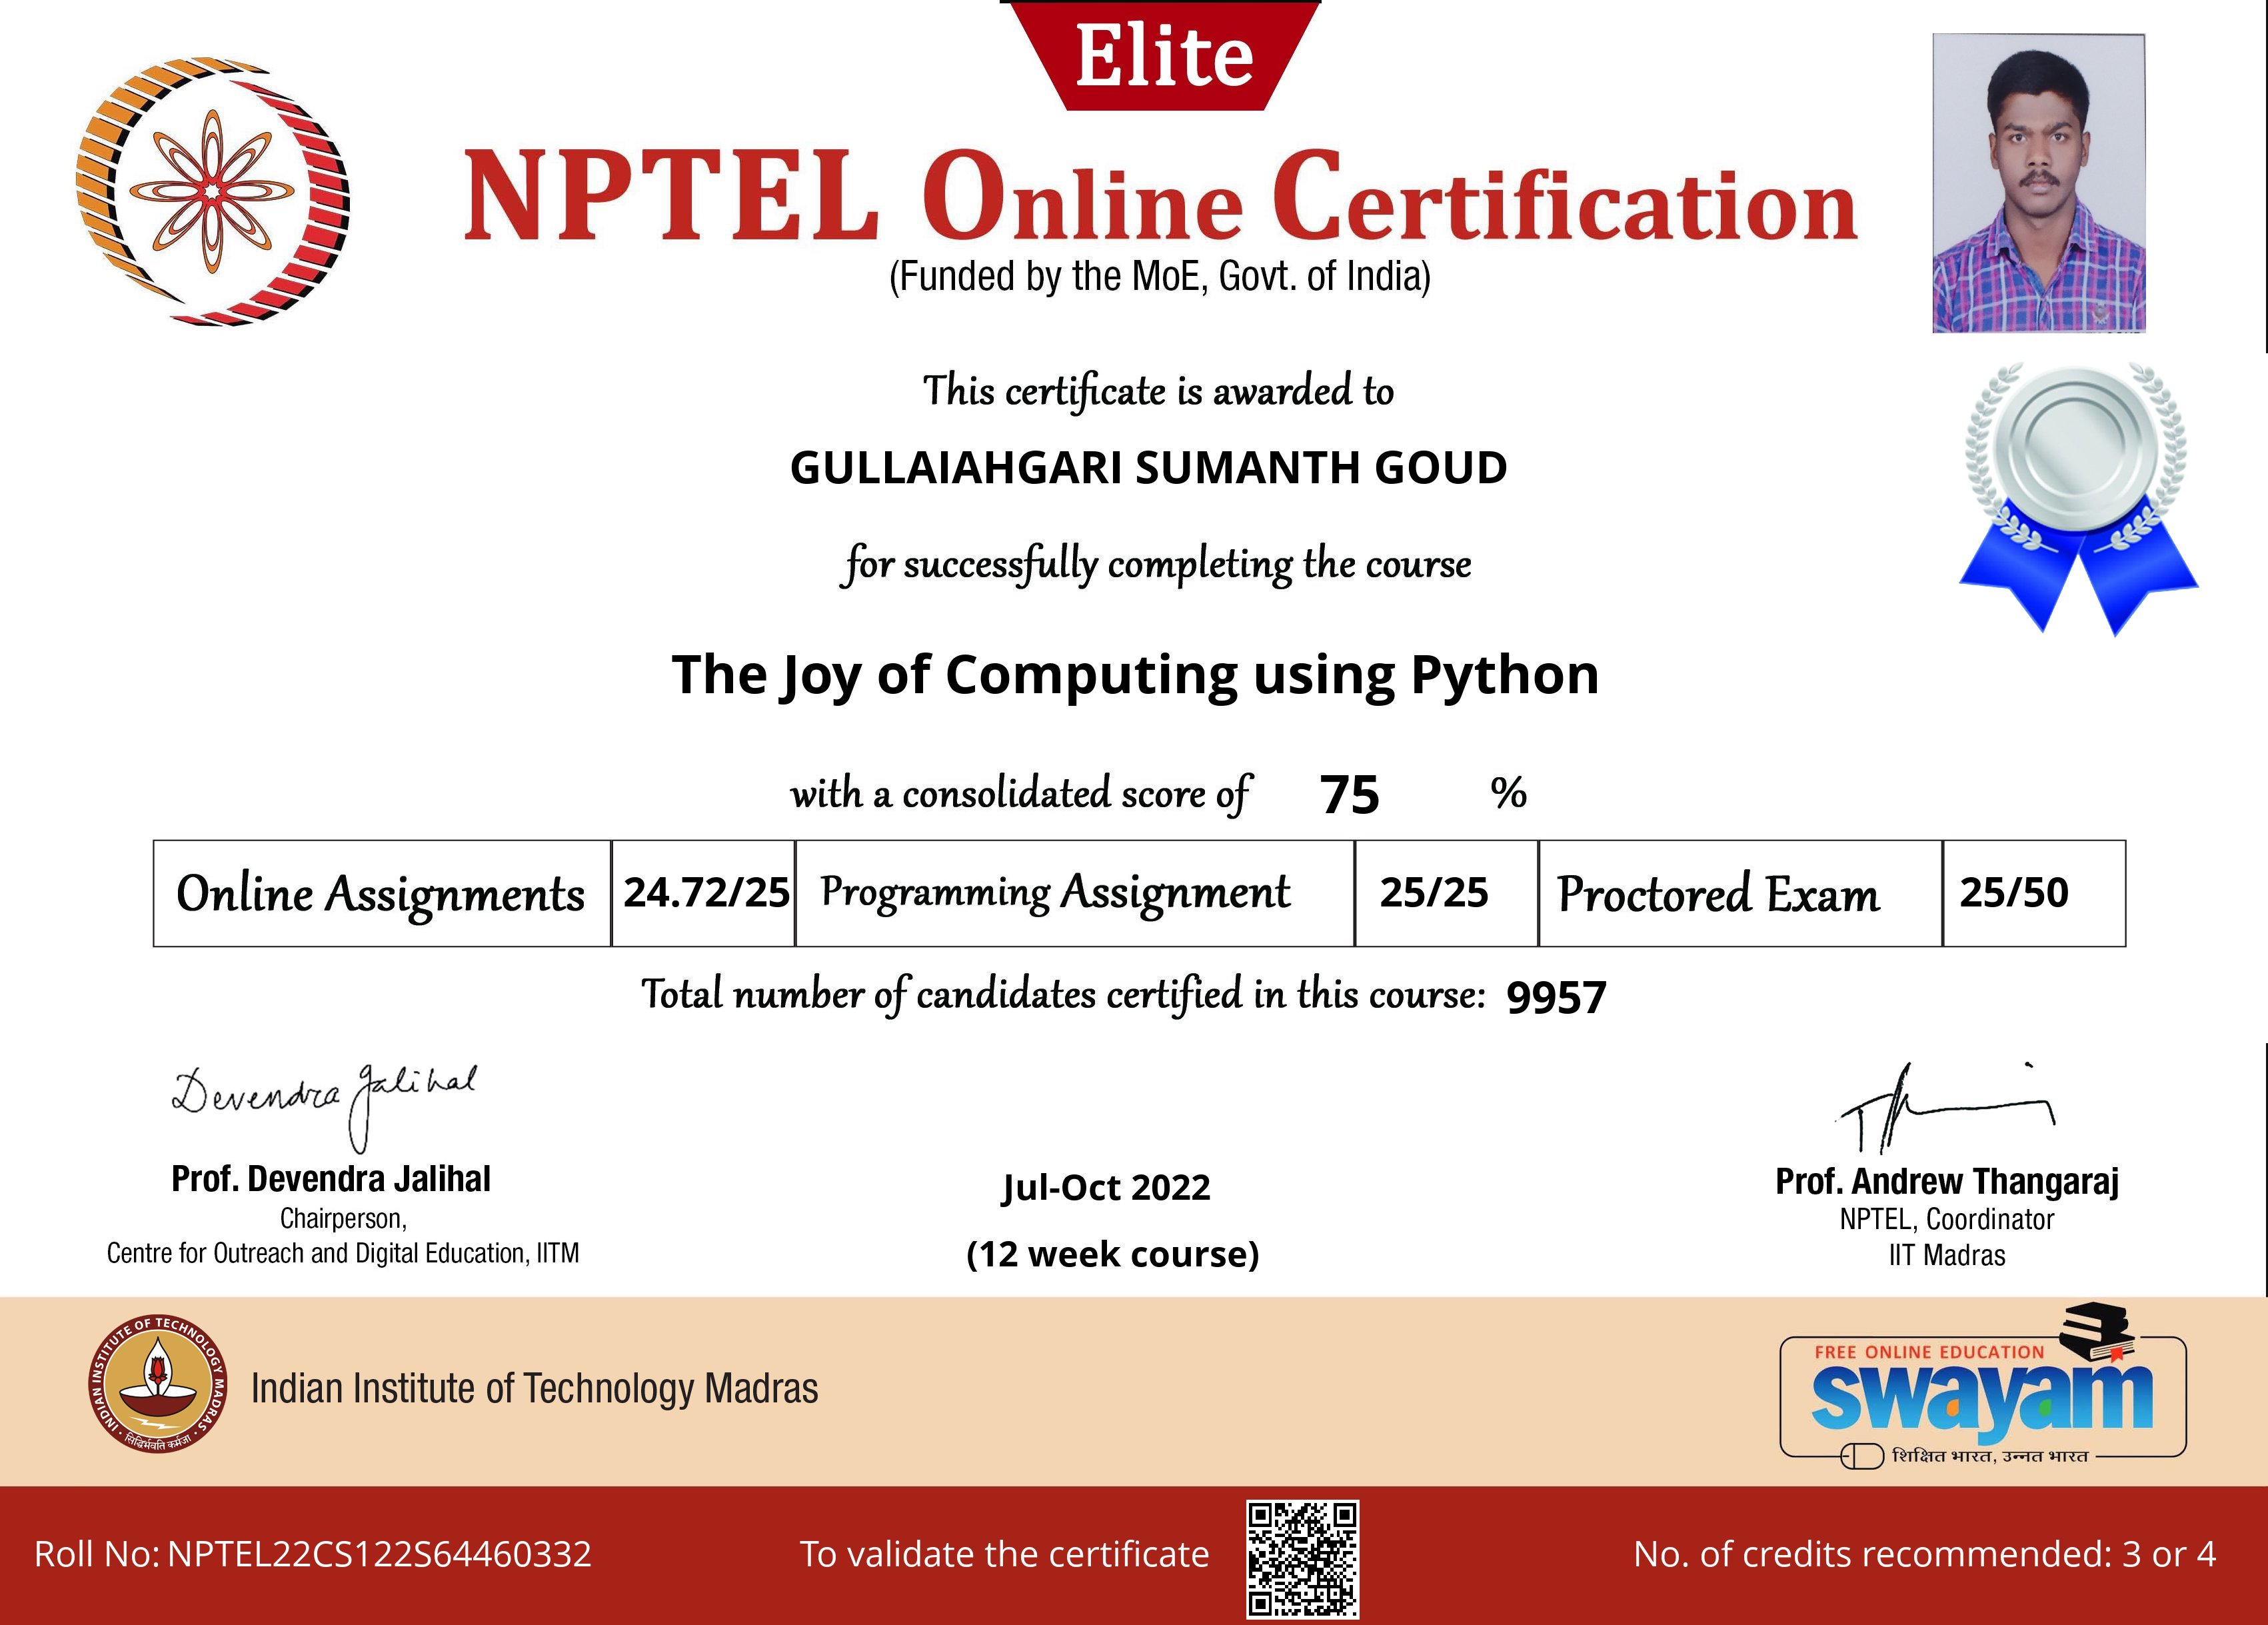 Elite
NPTEL Online Certification
(Funded by the MoE, Govt. of India)
This certificate is awarded to
GULLAIAHGARI SUMANTH GOUD
for successfully completing the course
The Joy of Computing using Python
with a consolidated score of 75 %
Online Assignments 24.72/25 Programming Assignment 25/25 Proctored Exam 25/50
Total number of candidates certified in this course: 9957
Devendra Jalihal
Prof. Devendra Jalihal
Chairperson,
Centre for Outreach and Digital Education, IITM
Jul-Oct 2022
(12 week course)
Prof. Andrew Thangaraj
NPTEL, Coordinator
IIT Madras
INDIAN INSTITUTE OF TECHNOLOGY MADRAS
सिद्धिर्भवति कर्मजा
Indian Institute of Technology Madras
FREE ONLINE EDUCATION
swayam
शिक्षित भारत, उन्नत भारत
Roll No: NPTEL22CS122S64460332
To validate the certificate
No. of credits recommended: 3 or 4